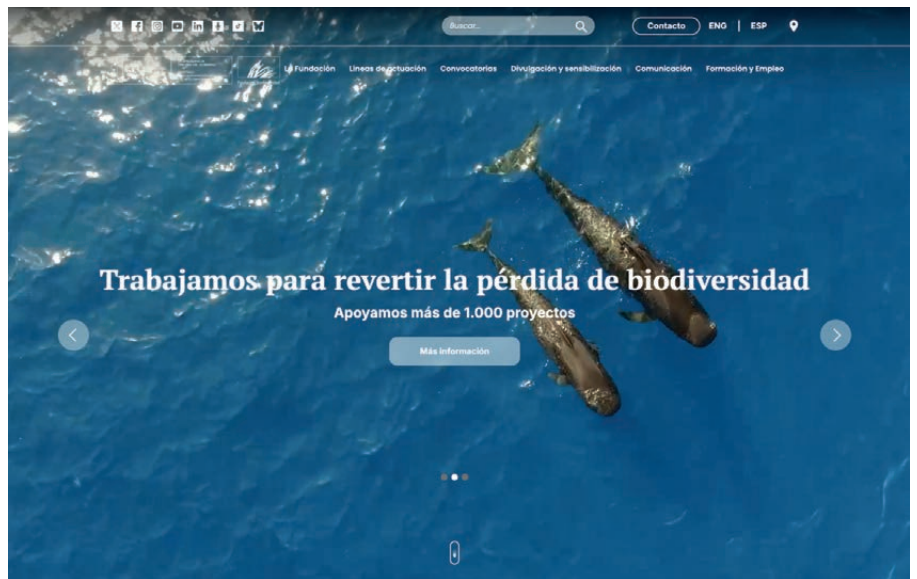 Buscar...
Contacto
ENG | ESP
La Fundación
Líneas de actuación
Convocatorias
Divulgación y sensibilización
Comunicación
Formación y Empleo
Trabajamos para revertir la pérdida de biodiversidad
Apoyamos más de 1.000 proyectos
Más información